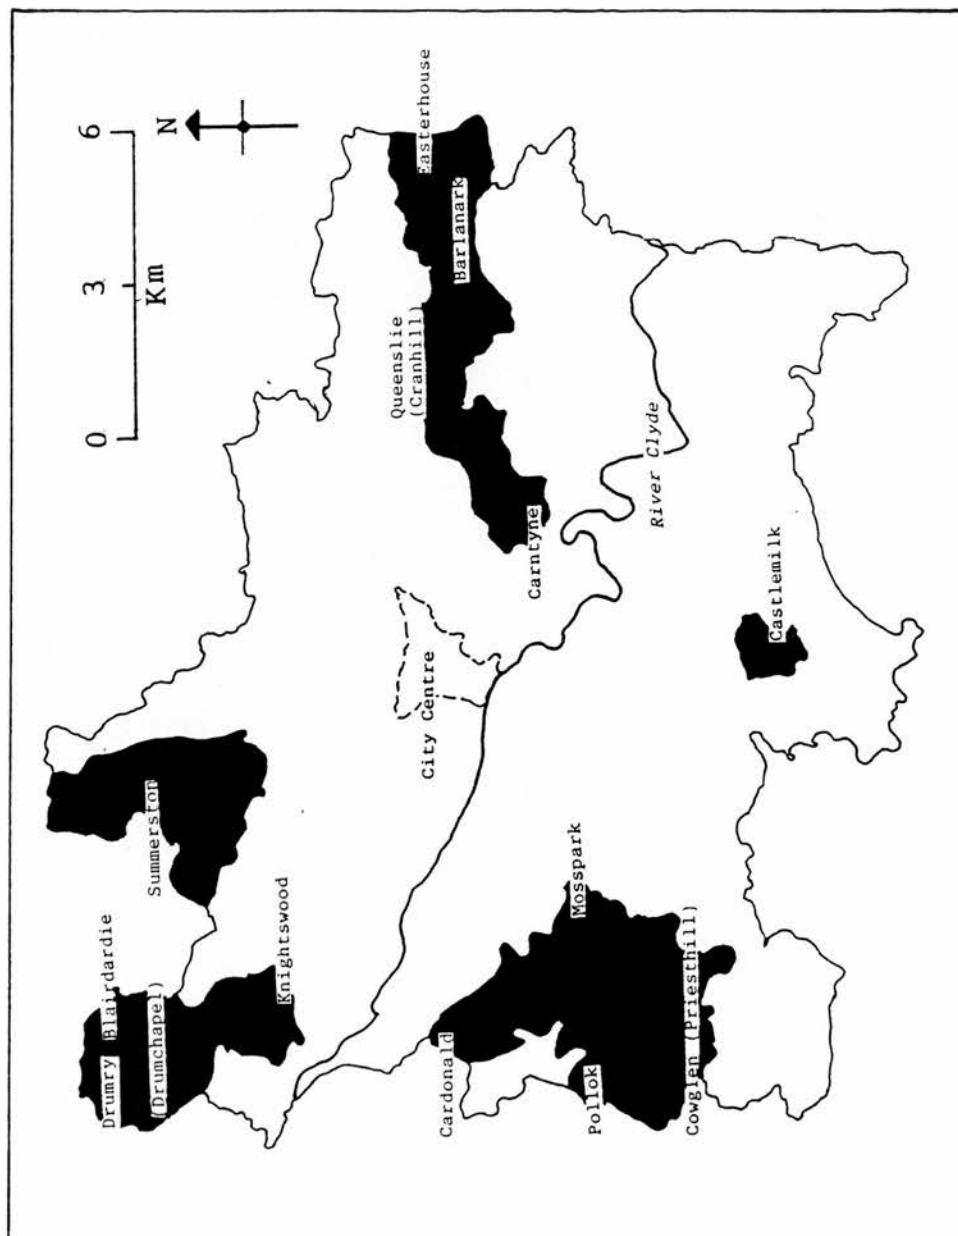 0 3 6
Km
N
Drumry Blairdardie
(Drumchapel)
Summerston
Knightswood
City Centre
Queenslie
(Cranhill)
Easterhouse
Barlanark
Carntyne
River Clyde
Cardonald
Mosspark
Pollok
Cowglen (Priesthill)
Castlemilk